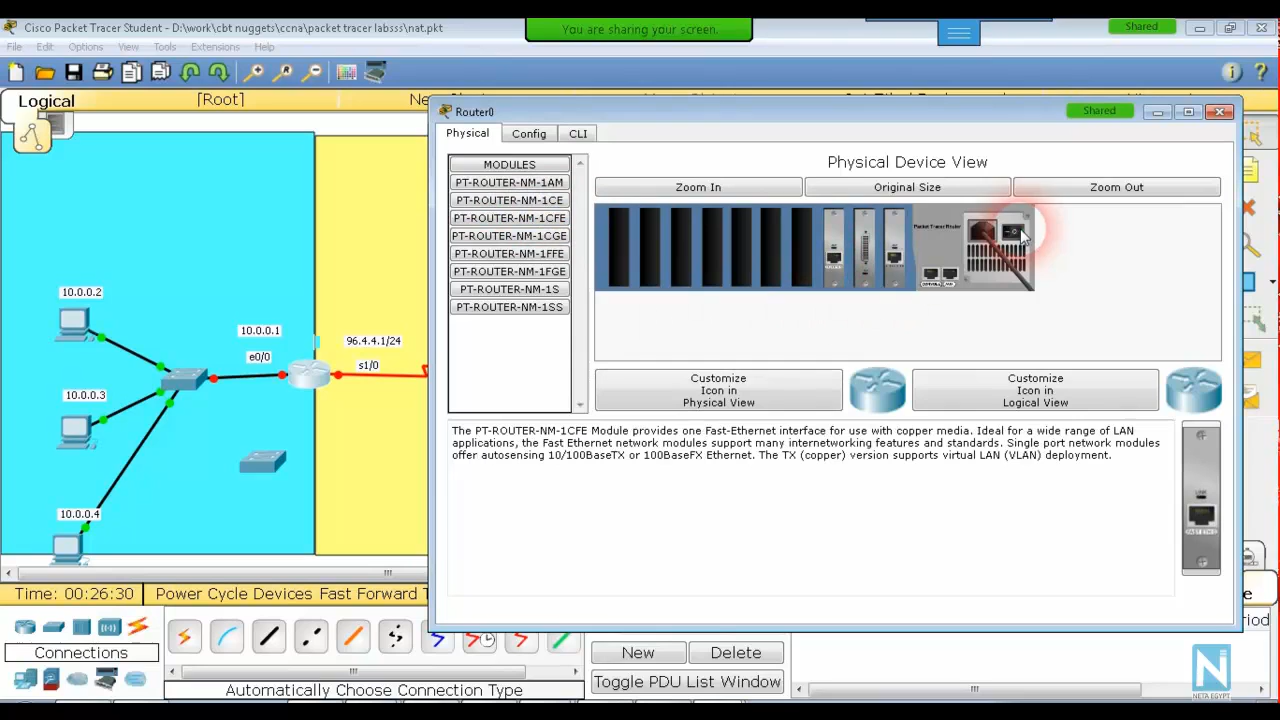 Cisco Packet Tracer Student - D:\work\cbt nuggets\ccna\packet tracer labsss\nat.pkt
You are sharing your screen.
Shared
File Edit Options View Tools Extensions Help
Logical
[Root]
Ne
Router0
Shared
Physical Config CLI
MODULES
PT-ROUTER-NM-1AM
PT-ROUTER-NM-1CE
PT-ROUTER-NM-1CFE
PT-ROUTER-NM-1CGE
PT-ROUTER-NM-1FFE
PT-ROUTER-NM-1FGE
PT-ROUTER-NM-1S
PT-ROUTER-NM-1SS
Physical Device View
Zoom In Original Size Zoom Out
Packet Tracer Router
Customize
Icon in
Physical View
Customize
Icon in
Logical View
The PT-ROUTER-NM-1CFE Module provides one Fast-Ethernet interface for use with copper media. Ideal for a wide range of LAN
applications, the Fast Ethernet network modules support many internetworking features and standards. Single port network modules
offer autosensing 10/100BaseTX or 100BaseFX Ethernet. The TX (copper) version supports virtual LAN (VLAN) deployment.
10.0.0.2
10.0.0.1
96.4.4.1/24
e0/0
s1/0
10.0.0.3
10.0.0.4
Time: 00:26:30
Power Cycle Devices Fast Forward T
Connections
Automatically Choose Connection Type
New Delete
Toggle PDU List Window
riod
NETA EGYPT